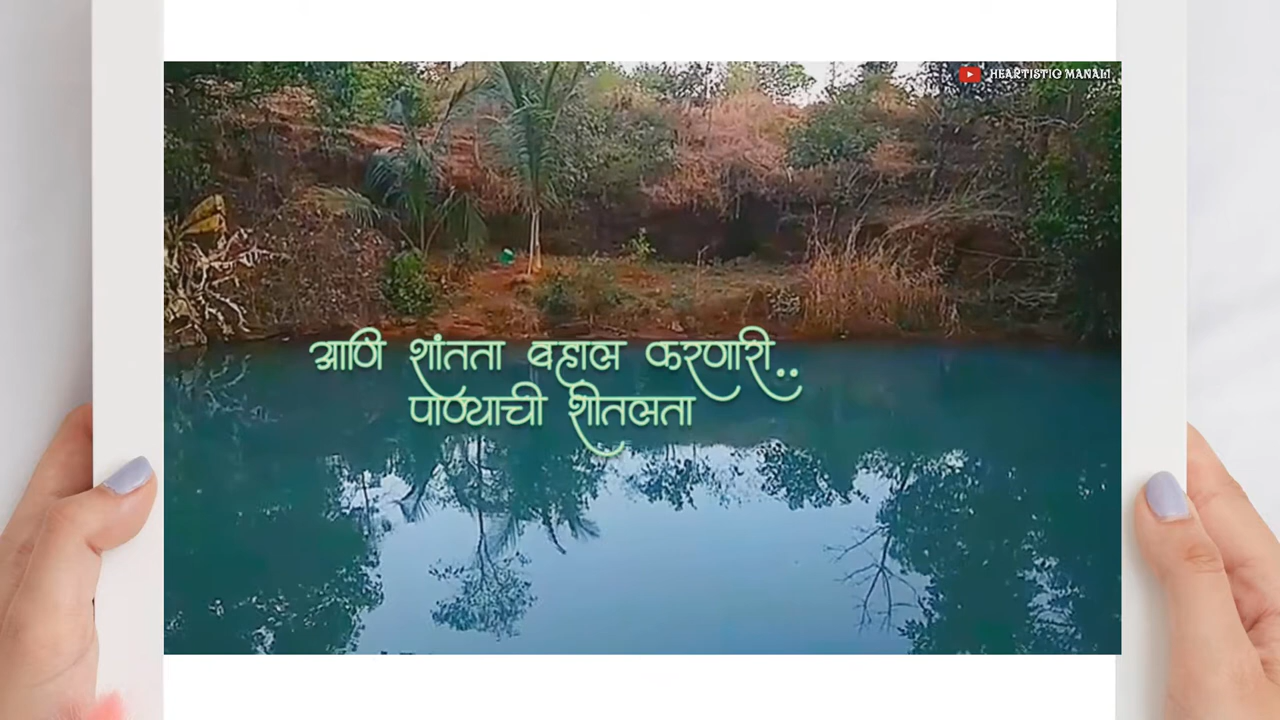 HEARTISTIC MANALI
आणि शांतता बहाल करणारी..
पाण्याची शीतलता